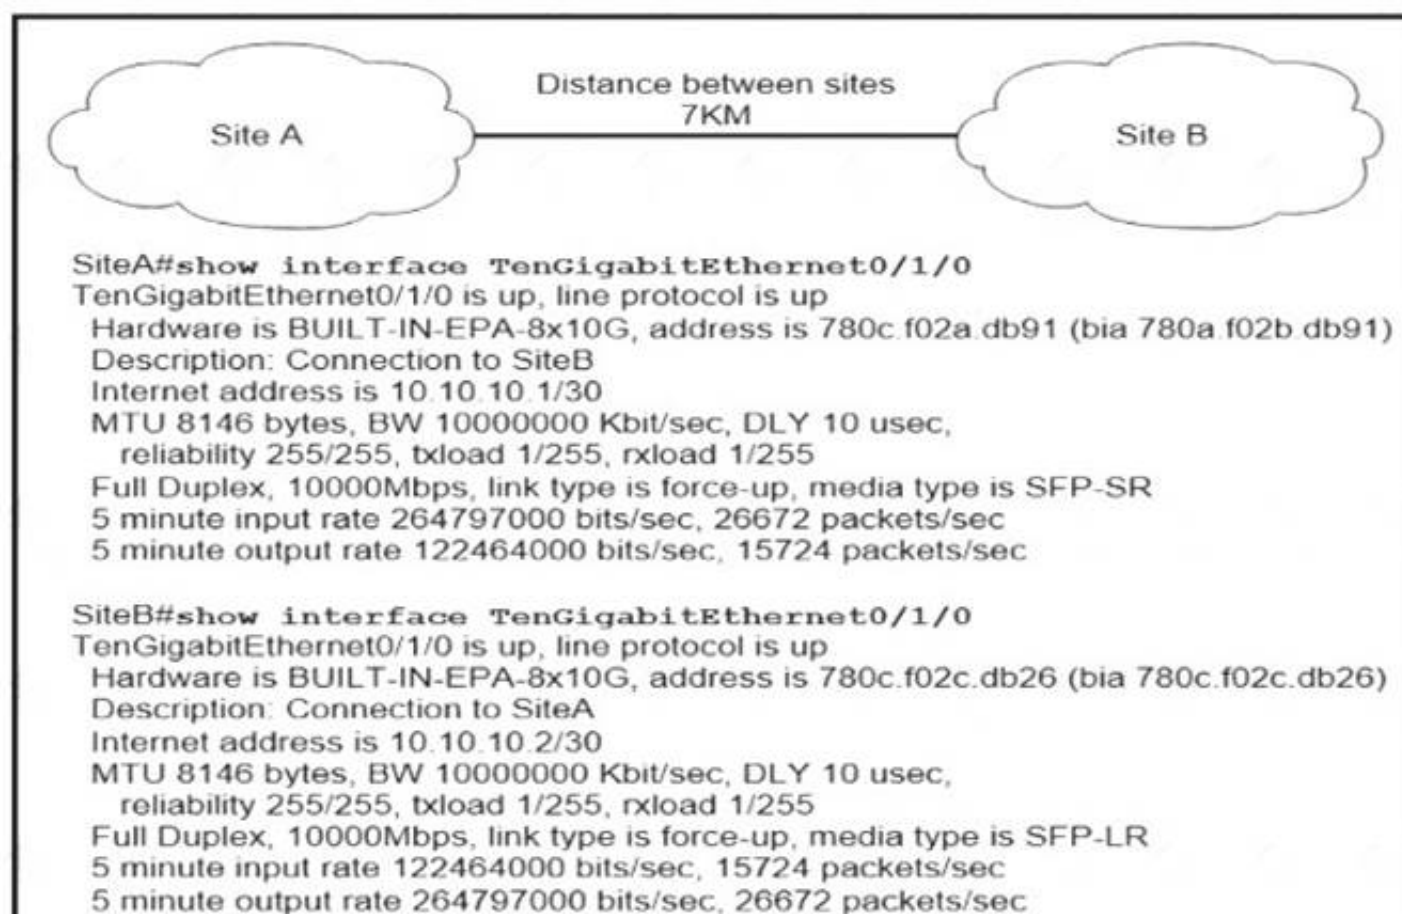 Distance between sites
7KM
Site A
Site B
SiteA#show interface TenGigabitEthernet0/1/0
TenGigabitEthernet0/1/0 is up, line protocol is up
Hardware is BUILT-IN-EPA-8x10G, address is 780c.f02a.db91 (bia 780a.f02b.db91)
Description: Connection to SiteB
Internet address is 10.10.10.1/30
MTU 8146 bytes, BW 10000000 Kbit/sec, DLY 10 usec,
reliability 255/255, txload 1/255, rxload 1/255
Full Duplex, 10000Mbps, link type is force-up, media type is SFP-SR
5 minute input rate 264797000 bits/sec, 26672 packets/sec
5 minute output rate 122464000 bits/sec, 15724 packets/sec
SiteB#show interface TenGigabitEthernet0/1/0
TenGigabitEthernet0/1/0 is up, line protocol is up
Hardware is BUILT-IN-EPA-8x10G, address is 780c.f02c.db26 (bia 780c.f02c.db26)
Description: Connection to SiteA
Internet address is 10.10.10.2/30
MTU 8146 bytes, BW 10000000 Kbit/sec, DLY 10 usec,
reliability 255/255, txload 1/255, rxload 1/255
Full Duplex, 10000Mbps, link type is force-up, media type is SFP-LR
5 minute input rate 122464000 bits/sec, 15724 packets/sec
5 minute output rate 264797000 bits/sec, 26672 packets/sec